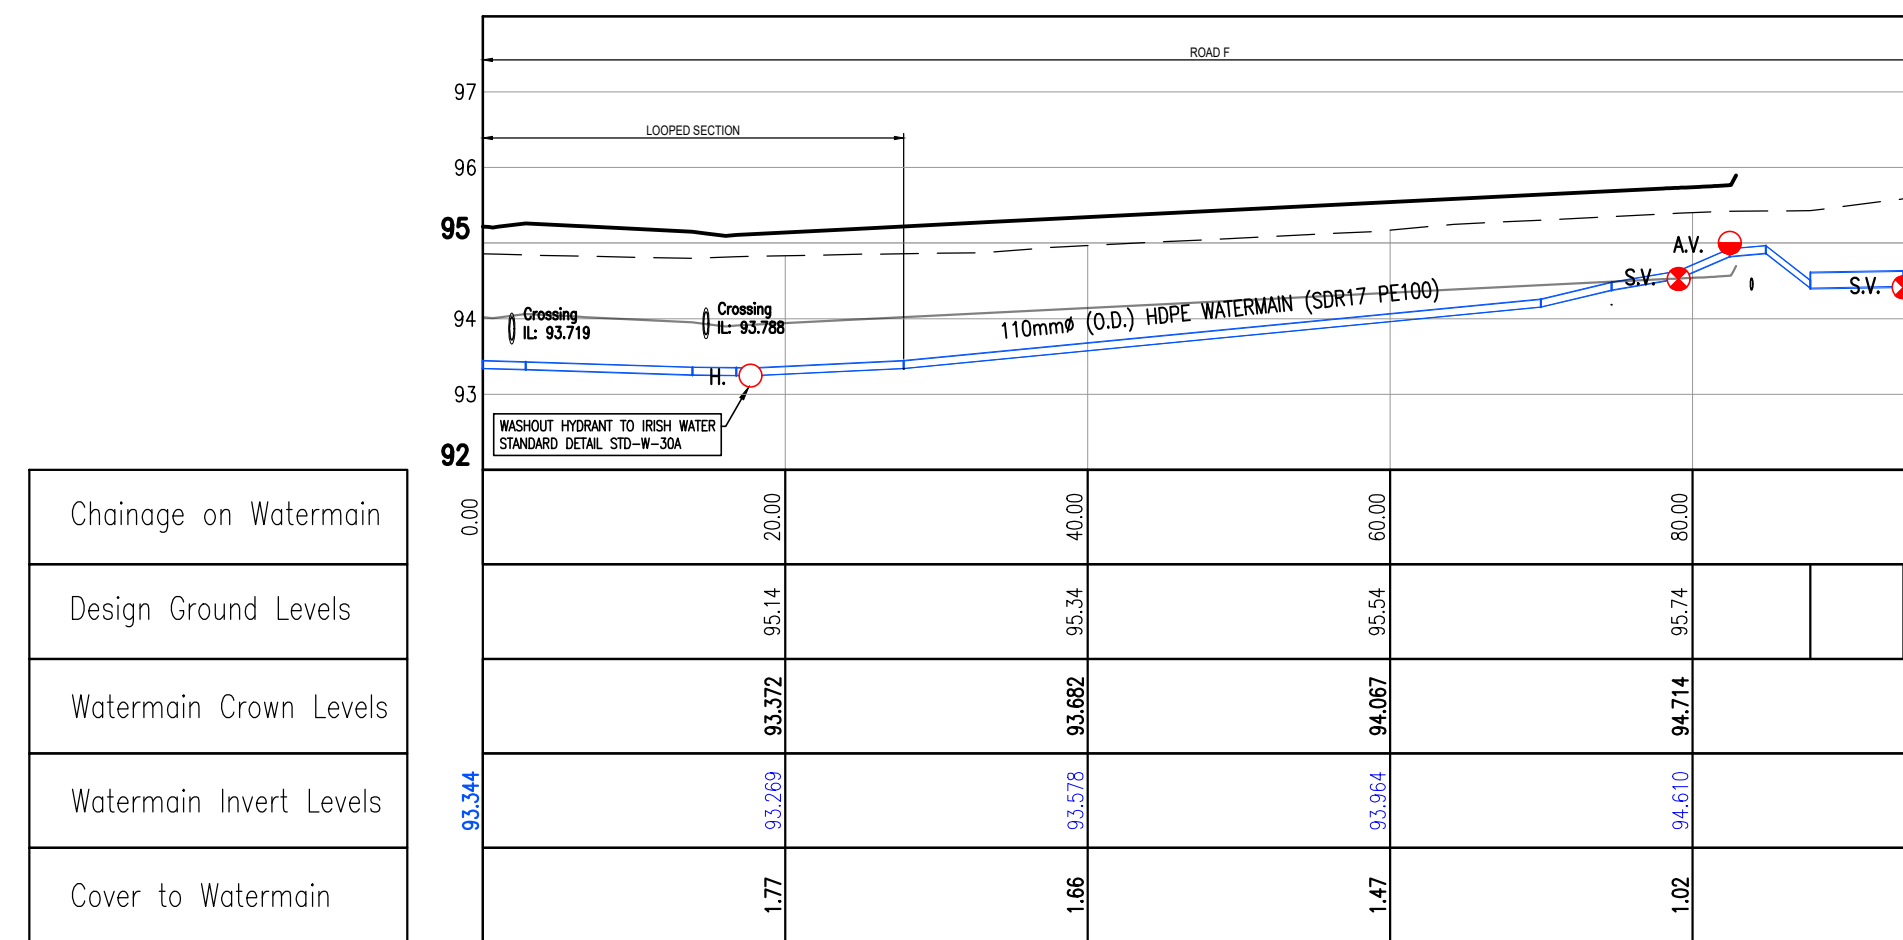 ROAD F
97
LOOPED SECTION
96
95
A.V.
S.V.
S.V.
94
Crossing
IL: 93.719
Crossing
IL: 93.788
110mmø (O.D.) HDPE WATERMAIN (SDR17 PE100)
H.
93
WASHOUT HYDRANT TO IRISH WATER
STANDARD DETAIL STD-W-30A
92
Chainage on Watermain 0.00 20.00 40.00 60.00 80.00
Design Ground Levels 95.14 95.34 95.54 95.74
Watermain Crown Levels 93.372 93.682 94.067 94.714
Watermain Invert Levels 93.344 93.269 93.578 93.964 94.610
Cover to Watermain 1.77 1.66 1.47 1.02